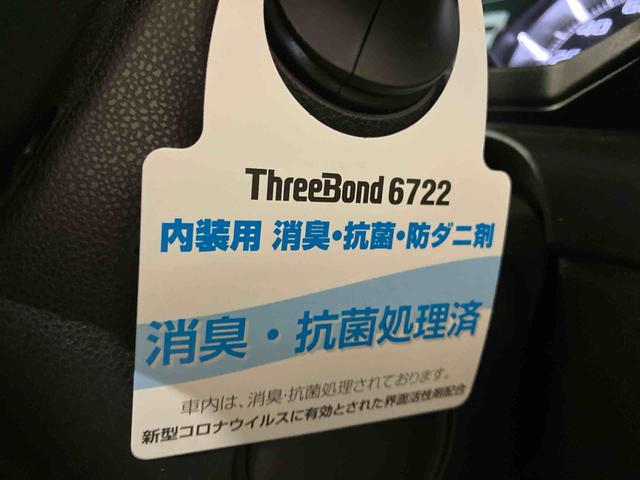 ThreeBond 6722
内装用 消臭・抗菌・防ダニ剤
消臭・抗菌処理済
車内は、消臭・抗菌処理されております。
新型コロナウイルスに有効とされた界面活性剤配合